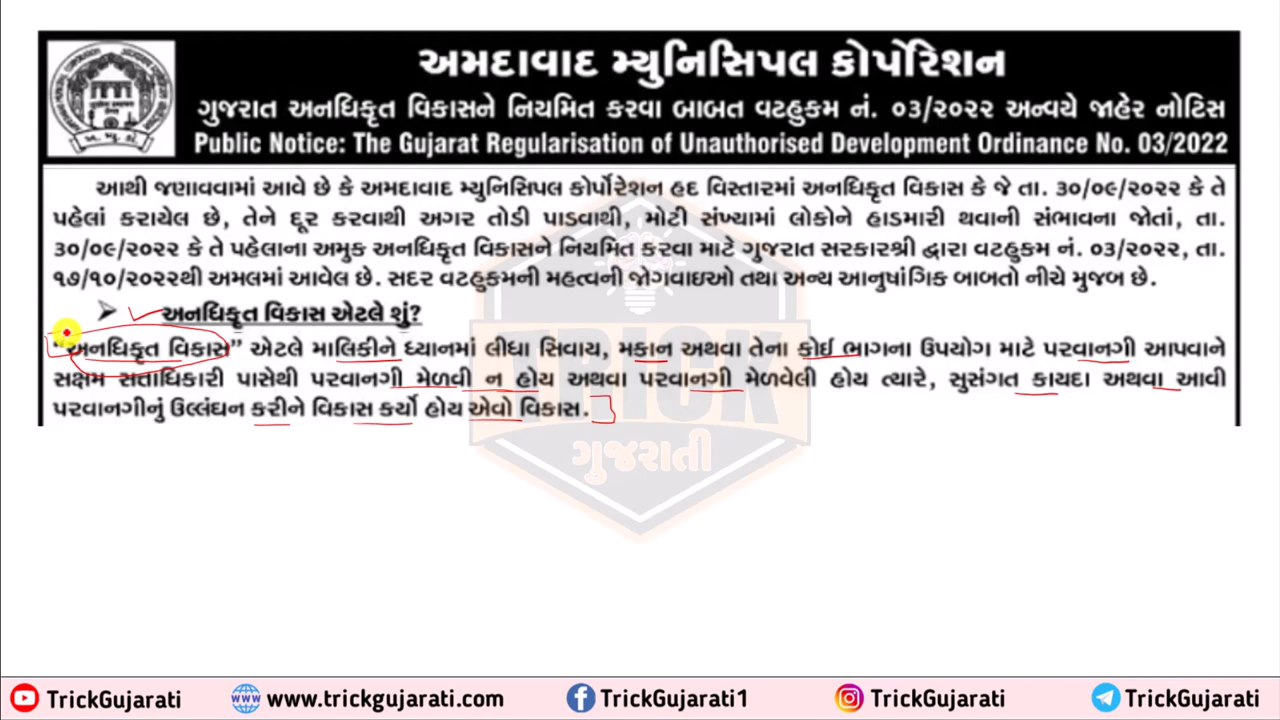 અમદાવાદ મ્યુનિસિપલ કોર્પોરેશન
ગુજરાત અનધિકૃત વિકાસને નિયમિત કરવા બાબત વટહુકમ નં. ૦૩/૨૦૨૨ અન્વયે જાહેર નોટિસ
Public Notice: The Gujarat Regularisation of Unauthorised Development Ordinance No. 03/2022
અ. મ્યુ. કો.
આથી જણાવવામાં આવે છે કે અમદાવાદ મ્યુનિસિપલ કોર્પોરેશન હદ વિસ્તારમાં અનધિકૃત વિકાસ કે જે તા. ૩૦/૦૯/૨૦૨૨ કે તે
પહેલાં કરાયેલ છે, તેને દૂર કરવાથી અગર તોડી પાડવાથી, મોટી સંખ્યામાં લોકોને હાડમારી થવાની સંભાવના જોતાં, તા.
૩૦/૦૯/૨૦૨૨ કે તે પહેલાના અમુક અનધિકૃત વિકાસને નિયમિત કરવા માટે ગુજરાત સરકારશ્રી દ્વારા વટહુકમ નં. ૦૩/૨૦૨૨, તા.
૧૭/૧૦/૨૦૨૨થી અમલમાં આવેલ છે. સદર વટહુકમની મહત્વની જોગવાઇઓ તથા અન્ય આનુષાંગિક બાબતો નીચે મુજબ છે.
➢ અનધિકૃત વિકાસ એટલે શું?
"અનધિકૃત વિકાસ" એટલે માલિકીને ધ્યાનમાં લીધા સિવાય, મકાન અથવા તેના કોઈ ભાગના ઉપયોગ માટે પરવાનગી આપવાને
સક્ષમ સત્તાધિકારી પાસેથી પરવાનગી મેળવી ન હોય અથવા પરવાનગી મેળવેલી હોય ત્યારે, સુસંગત કાયદા અથવા આવી
પરવાનગીનું ઉલ્લંઘન કરીને વિકાસ કર્યો હોય એવો વિકાસ.
TRICK
ગુજરાતી
TrickGujarati
www.trickgujarati.com
TrickGujarati1
TrickGujarati
TrickGujarati